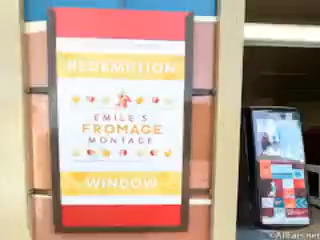 REDEMPTION
EMILE'S
FROMAGE
MONTAGE
WINDOW
©AllEars.net